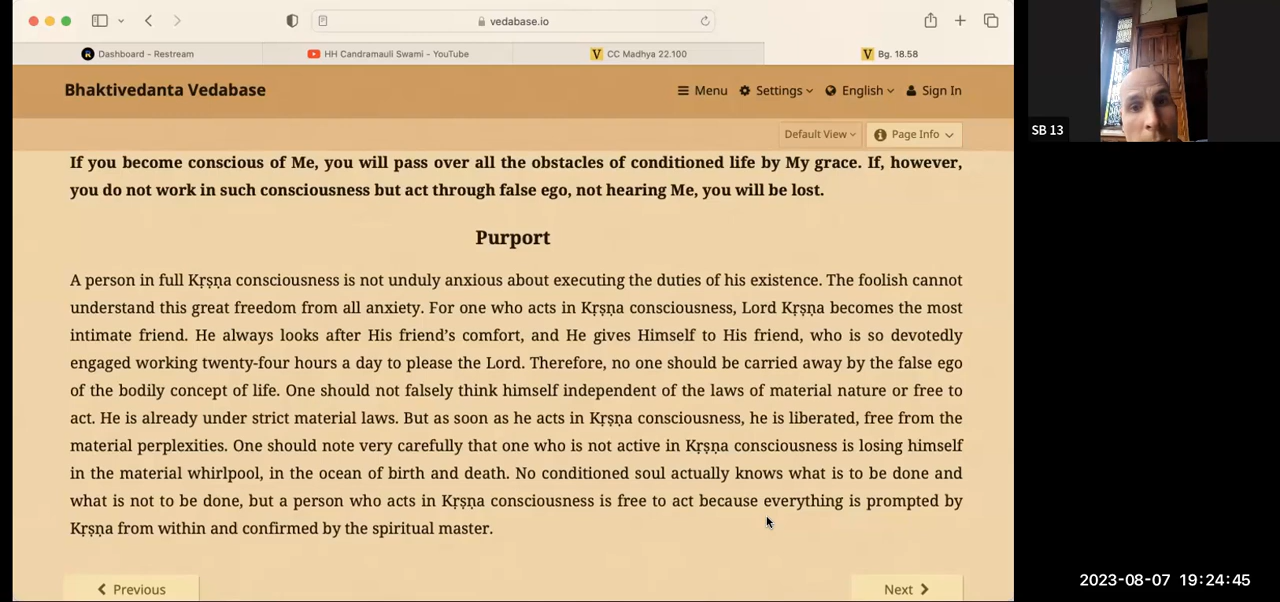 vedabase.io
Dashboard - Restream
HH Candramauli Swami - YouTube
CC Madhya 22.100
Bg. 18.58
Bhaktivedanta Vedabase
Menu
Settings
English
Sign In
Default View
Page Info
If you become conscious of Me, you will pass over all the obstacles of conditioned life by My grace. If, however,
you do not work in such consciousness but act through false ego, not hearing Me, you will be lost.
Purport
A person in full Kṛṣṇa consciousness is not unduly anxious about executing the duties of his existence. The foolish cannot
understand this great freedom from all anxiety. For one who acts in Kṛṣṇa consciousness, Lord Kṛṣṇa becomes the most
intimate friend. He always looks after His friend’s comfort, and He gives Himself to His friend, who is so devotedly
engaged working twenty-four hours a day to please the Lord. Therefore, no one should be carried away by the false ego
of the bodily concept of life. One should not falsely think himself independent of the laws of material nature or free to
act. He is already under strict material laws. But as soon as he acts in Kṛṣṇa consciousness, he is liberated, free from the
material perplexities. One should note very carefully that one who is not active in Kṛṣṇa consciousness is losing himself
in the material whirlpool, in the ocean of birth and death. No conditioned soul actually knows what is to be done and
what is not to be done, but a person who acts in Kṛṣṇa consciousness is free to act because everything is prompted by
Kṛṣṇa from within and confirmed by the spiritual master.
Previous
Next
SB 13
2023-08-07 19:24:45